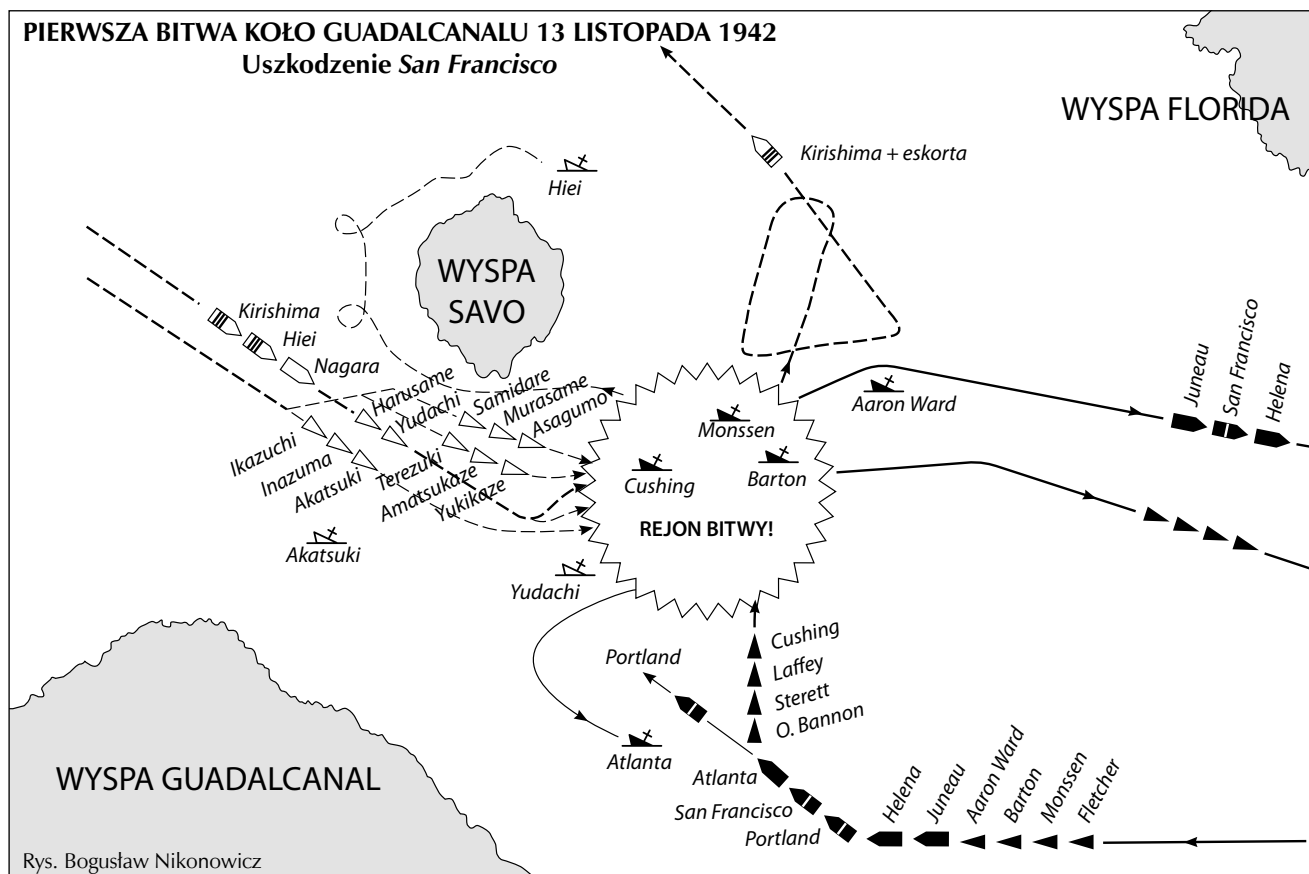 PIERWSZA BITWA KOŁO GUADALCANALU 13 LISTOPADA 1942
Uszkodzenie San Francisco
WYSPA FLORIDA
Kirishima + eskorta
Hiei
WYSPA
SAVO
Kirishima
Hiei
Nagara
Harusame
Yudachi
Samidare
Murasame
Asagumo
Ikazuchi
Inazuma
Akatsuki
Terezuki
Amatsukaze
Yukikaze
Akatsuki
Yudachi
Monssen
Cushing
Barton
REJON BITWY!
Aaron Ward
Juneau
San Francisco
Helena
Cushing
Laffey
Sterett
O. Bannon
Portland
Atlanta
Atlanta
San Francisco
Portland
Helena
Juneau
Aaron Ward
Barton
Monssen
Fletcher
WYSPA GUADALCANAL
Rys. Bogusław Nikonowicz